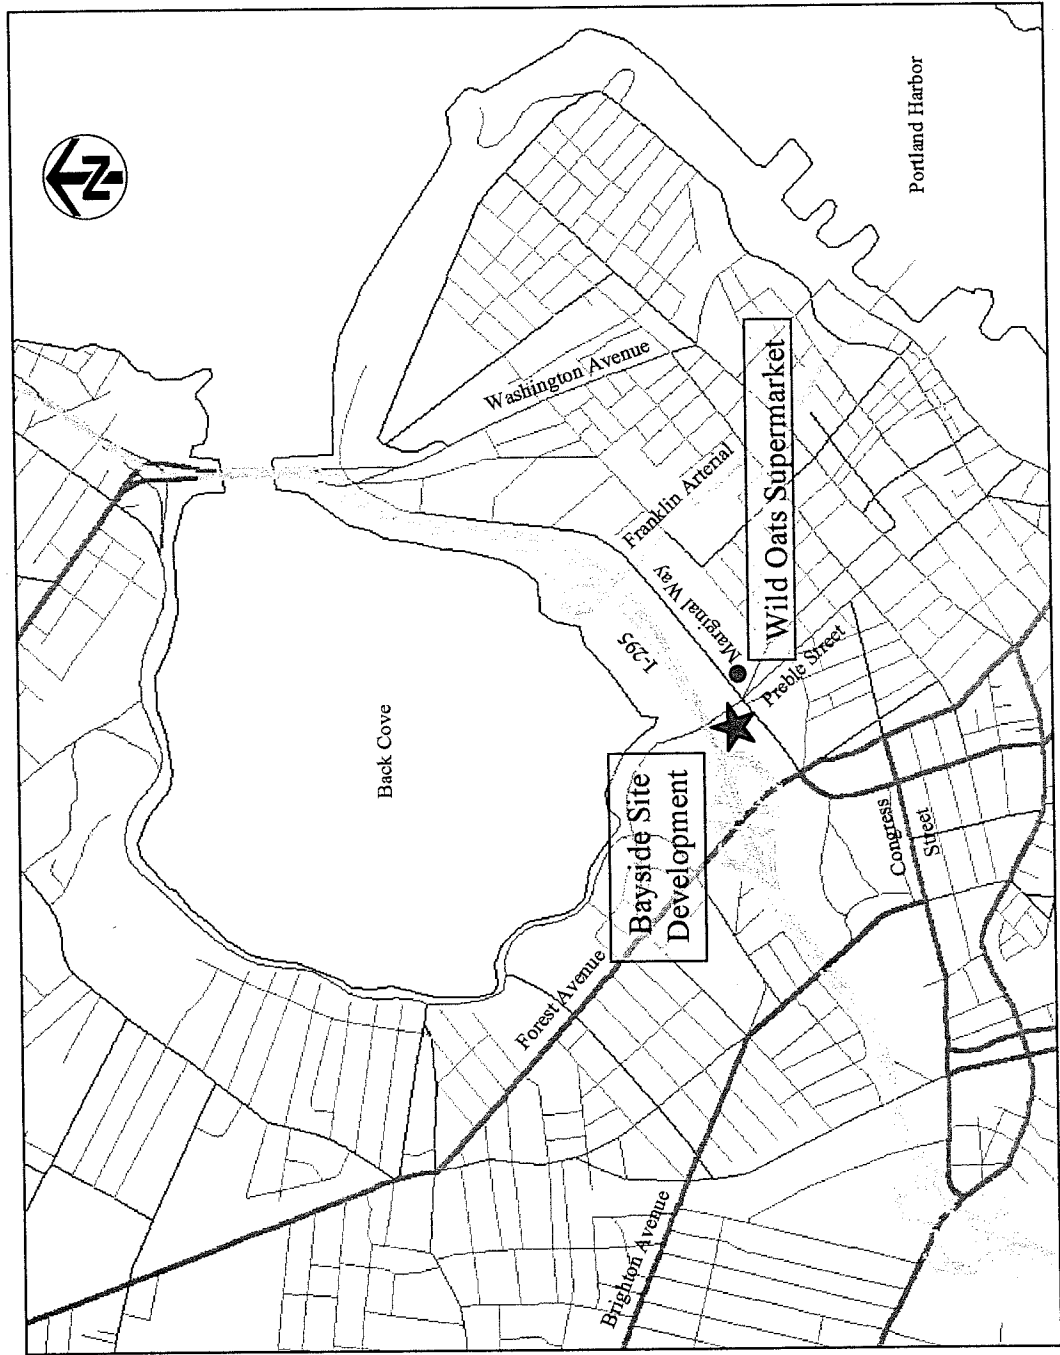 N
Back Cove
Washington Avenue
Forest Avenue
Brighton Avenue
Bayside Site
Development
I-295
Franklin Arterial
Marginal Way
Wild Oats Supermarket
Preble Street
Congress
Street
Portland Harbor